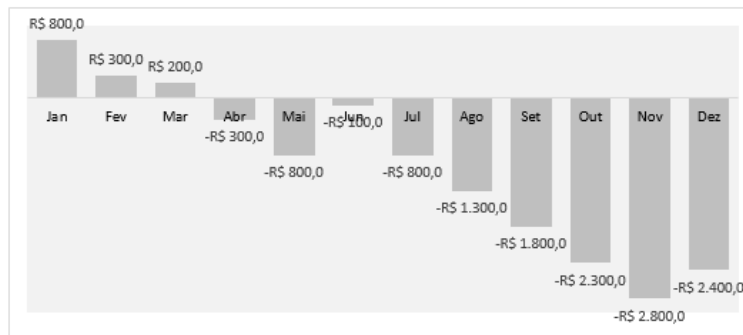 R$ 800,0
R$ 300,0
R$ 200,0
Jan
Fev
Mar
Abr
Mai
Jun
Jul
Ago
Set
Out
Nov
Dez
-R$ 300,0
-R$ 800,0
-R$ 100,0
-R$ 800,0
-R$ 1.300,0
-R$ 1.800,0
-R$ 2.300,0
-R$ 2.800,0
-R$ 2.400,0